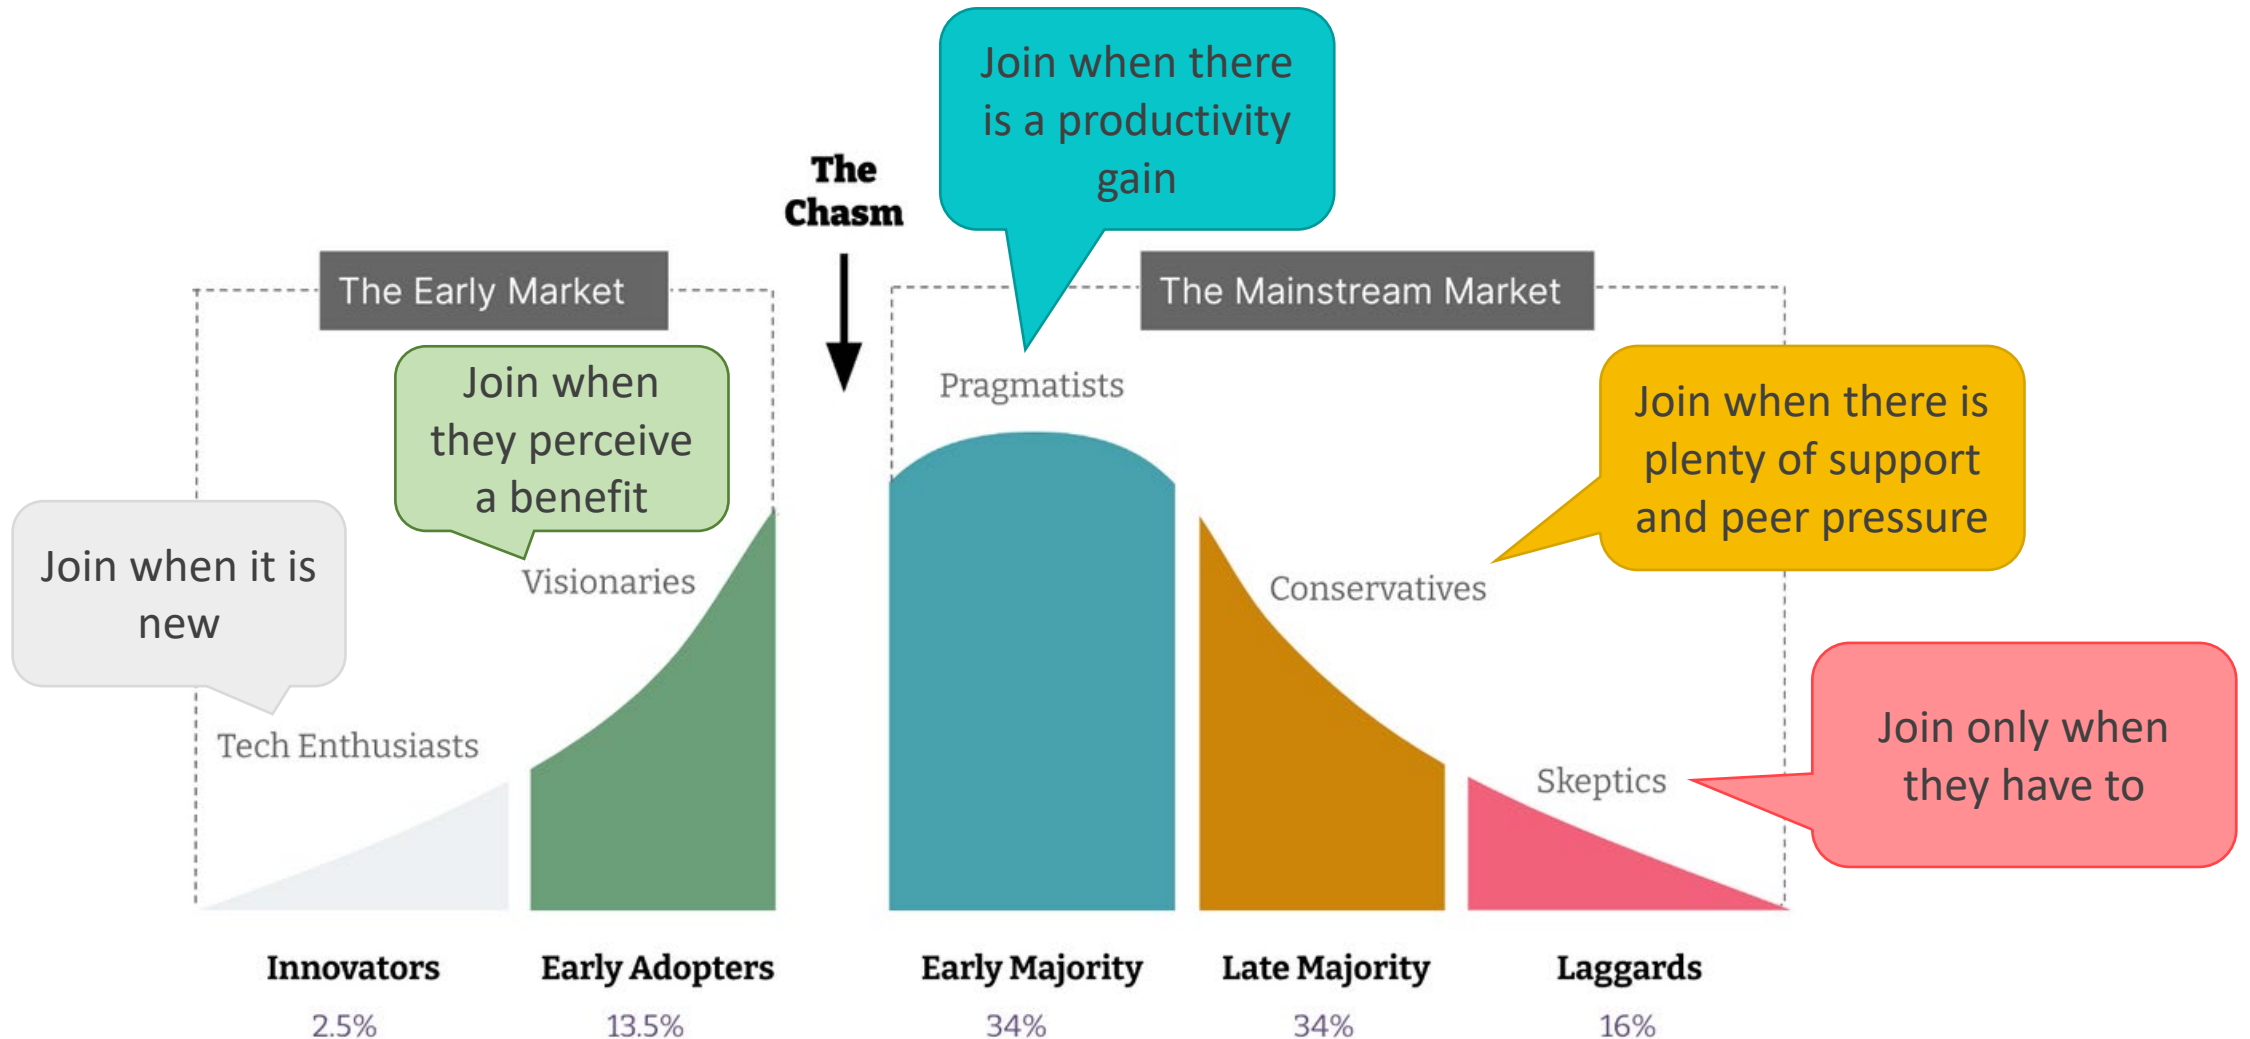 Join when there
is a productivity
gain
The
Chasm
The Early Market
The Mainstream Market
Join when
they perceive
a benefit
Pragmatists
Join when there is
plenty of support
and peer pressure
Join when it is
new
Visionaries
Conservatives
Tech Enthusiasts
Skeptics
Join only when
they have to
Innovators
2.5%
Early Adopters
13.5%
Early Majority
34%
Late Majority
34%
Laggards
16%